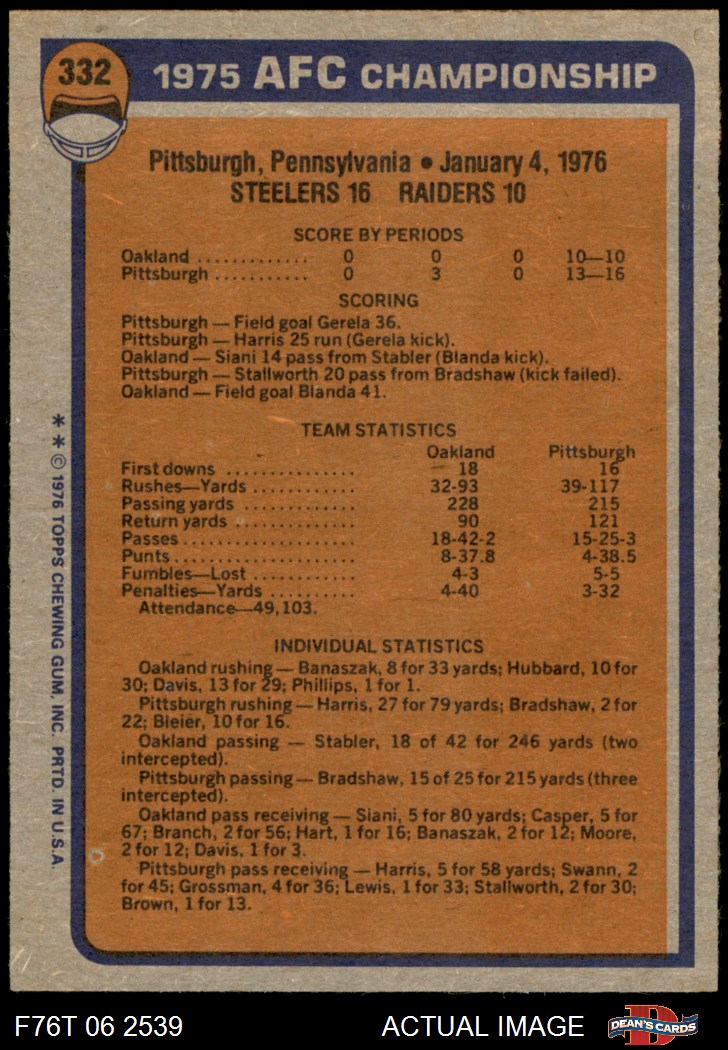 332
1975 AFC CHAMPIONSHIP
Pittsburgh, Pennsylvania • January 4, 1976
STEELERS 16 RAIDERS 10
SCORE BY PERIODS
Oakland ............. 0 0 0 10—10
Pittsburgh ........... 0 3 0 13—16
SCORING
Pittsburgh — Field goal Gerela 36.
Pittsburgh — Harris 25 run (Gerela kick).
Oakland — Siani 14 pass from Stabler (Blanda kick).
Pittsburgh — Stallworth 20 pass from Bradshaw (kick failed).
Oakland — Field goal Blanda 41.
TEAM STATISTICS
Oakland Pittsburgh
First downs ............... 18 16
Rushes—Yards ............ 32-93 39-117
Passing yards .............. 228 215
Return yards .............. 90 121
Passes.................... 18-42-2 15-25-3
Punts..................... 8-37.8 4-38.5
Fumbles—Lost ............ 4-3 5-5
Penalties—Yards .......... 4-40 3-32
Attendance—49,103.
INDIVIDUAL STATISTICS
Oakland rushing — Banaszak, 8 for 33 yards; Hubbard, 10 for
30; Davis, 13 for 29; Phillips, 1 for 1.
Pittsburgh rushing — Harris, 27 for 79 yards; Bradshaw, 2 for
22; Bleier, 10 for 16.
Oakland passing — Stabler, 18 of 42 for 246 yards (two
intercepted).
Pittsburgh passing — Bradshaw, 15 of 25 for 215 yards (three
intercepted).
Oakland pass receiving — Siani, 5 for 80 yards; Casper, 5 for
67; Branch, 2 for 56; Hart, 1 for 16; Banaszak, 2 for 12; Moore,
2 for 12; Davis, 1 for 3.
Pittsburgh pass receiving — Harris, 5 for 58 yards; Swann, 2
for 45; Grossman, 4 for 36; Lewis, 1 for 33; Stallworth, 2 for 30;
Brown, 1 for 13.
* * © 1976 TOPPS CHEWING GUM, INC. PRTD. IN U.S.A.
F76T 06 2539 ACTUAL IMAGE D DEAN'S CARDS